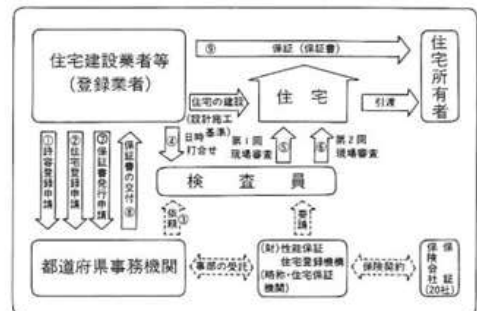 住宅建設業者等
(登録業者)
⑨ 保証(保証書)
住宅所有者
住宅の建設
(設計施工
基準)
住宅
引渡
①
許容登録申請
②住宅登録申請
⑦保証書発行申請
保証書の交付⑧
④
日時
打合せ
第1回
現場審査
⑤
⑥
第2回
現場審査
検査員
依頼③
要請
都道府県事務機関
事部の受託
(財)性能保証
住宅登録機構
(略称・住宅保証
機関)
保険契約
保保
険証
会
社
(20社)